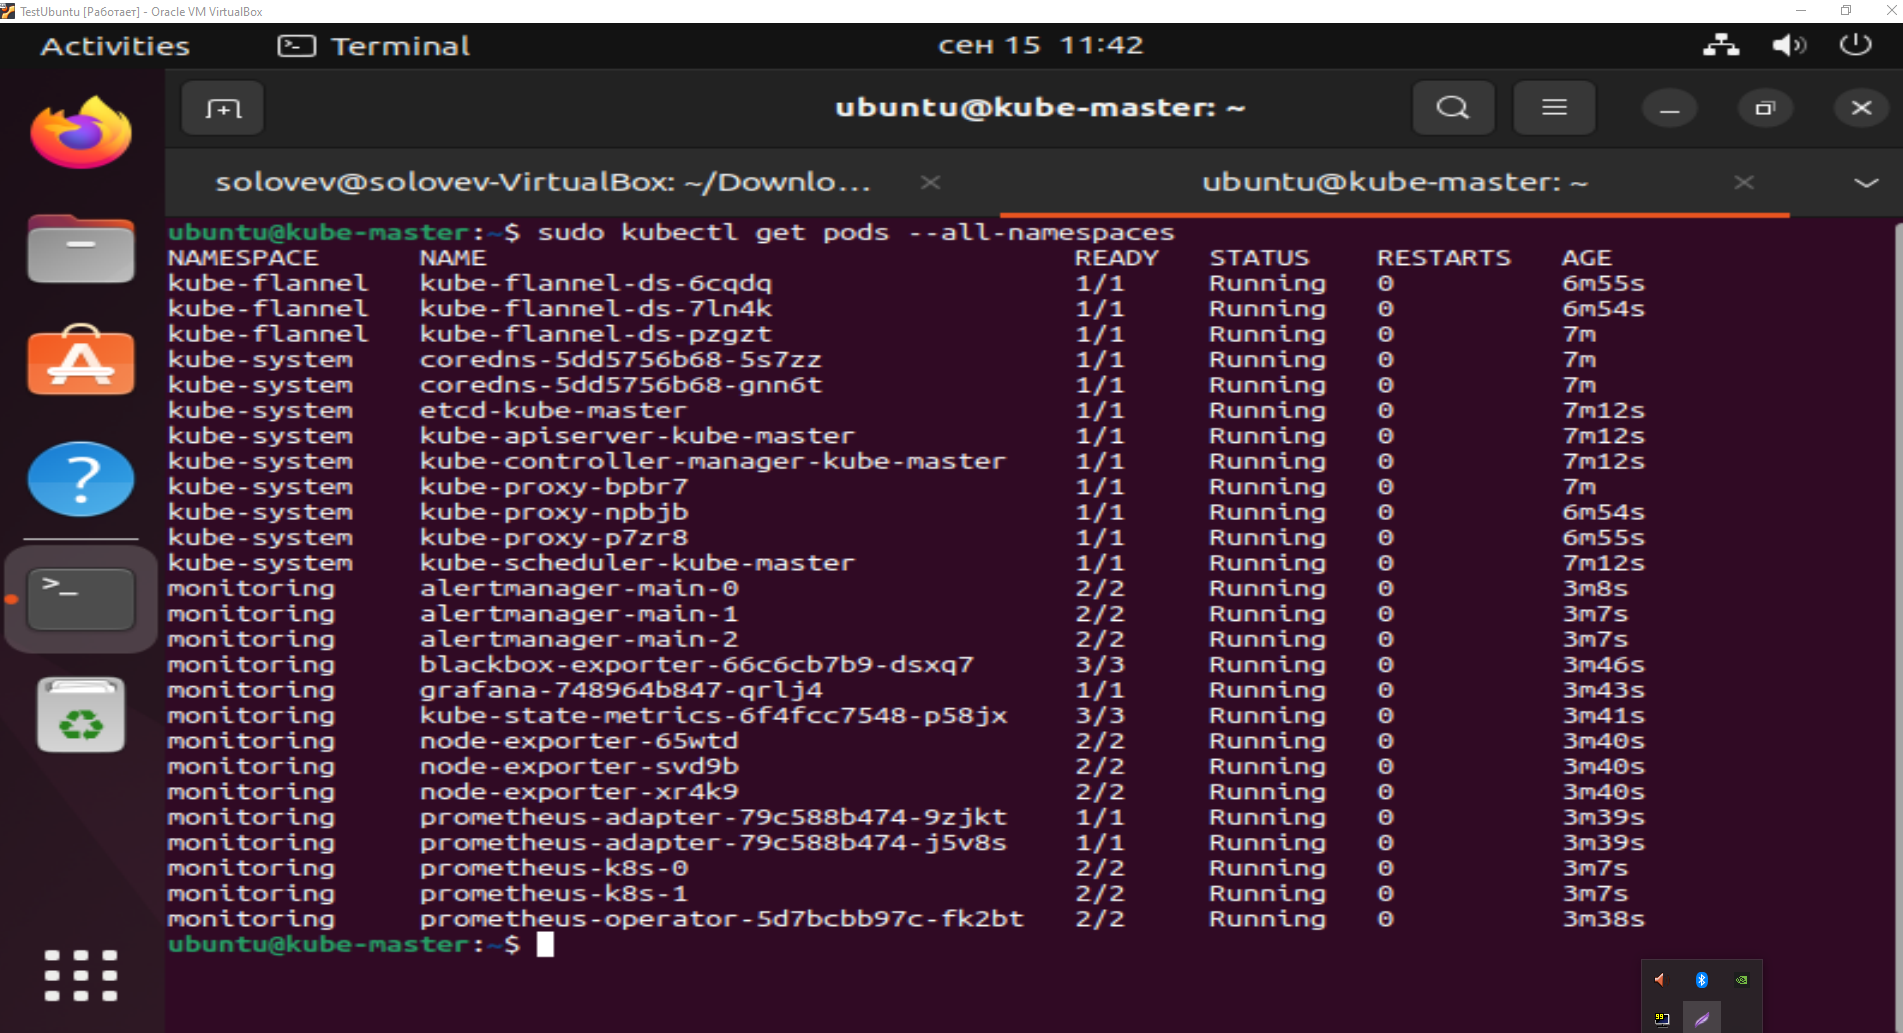 TestUbuntu [Работает] - Oracle VM VirtualBox
Activities Terminal сен 15 11:42
ubuntu@kube-master: ~
solovev@solovev-VirtualBox: ~/Downlo... ubuntu@kube-master: ~
ubuntu@kube-master:~$ sudo kubectl get pods --all-namespaces
NAMESPACE NAME READY STATUS RESTARTS AGE
kube-flannel kube-flannel-ds-6cqdq 1/1 Running 0 6m55s
kube-flannel kube-flannel-ds-7ln4k 1/1 Running 0 6m54s
kube-flannel kube-flannel-ds-pzgzt 1/1 Running 0 7m
kube-system coredns-5dd5756b68-5s7zz 1/1 Running 0 7m
kube-system coredns-5dd5756b68-gnn6t 1/1 Running 0 7m
kube-system etcd-kube-master 1/1 Running 0 7m12s
kube-system kube-apiserver-kube-master 1/1 Running 0 7m12s
kube-system kube-controller-manager-kube-master 1/1 Running 0 7m12s
kube-system kube-proxy-bpbr7 1/1 Running 0 7m
kube-system kube-proxy-npbjb 1/1 Running 0 6m54s
kube-system kube-proxy-p7zr8 1/1 Running 0 6m55s
kube-system kube-scheduler-kube-master 1/1 Running 0 7m12s
monitoring alertmanager-main-0 2/2 Running 0 3m8s
monitoring alertmanager-main-1 2/2 Running 0 3m7s
monitoring alertmanager-main-2 2/2 Running 0 3m7s
monitoring blackbox-exporter-66c6cb7b9-dsxq7 3/3 Running 0 3m46s
monitoring grafana-748964b847-qrlj4 1/1 Running 0 3m43s
monitoring kube-state-metrics-6f4fcc7548-p58jx 3/3 Running 0 3m41s
monitoring node-exporter-65wtd 2/2 Running 0 3m40s
monitoring node-exporter-svd9b 2/2 Running 0 3m40s
monitoring node-exporter-xr4k9 2/2 Running 0 3m40s
monitoring prometheus-adapter-79c588b474-9zjkt 1/1 Running 0 3m39s
monitoring prometheus-adapter-79c588b474-j5v8s 1/1 Running 0 3m39s
monitoring prometheus-k8s-0 2/2 Running 0 3m7s
monitoring prometheus-k8s-1 2/2 Running 0 3m7s
monitoring prometheus-operator-5d7bcbb97c-fk2bt 2/2 Running 0 3m38s
ubuntu@kube-master:~$